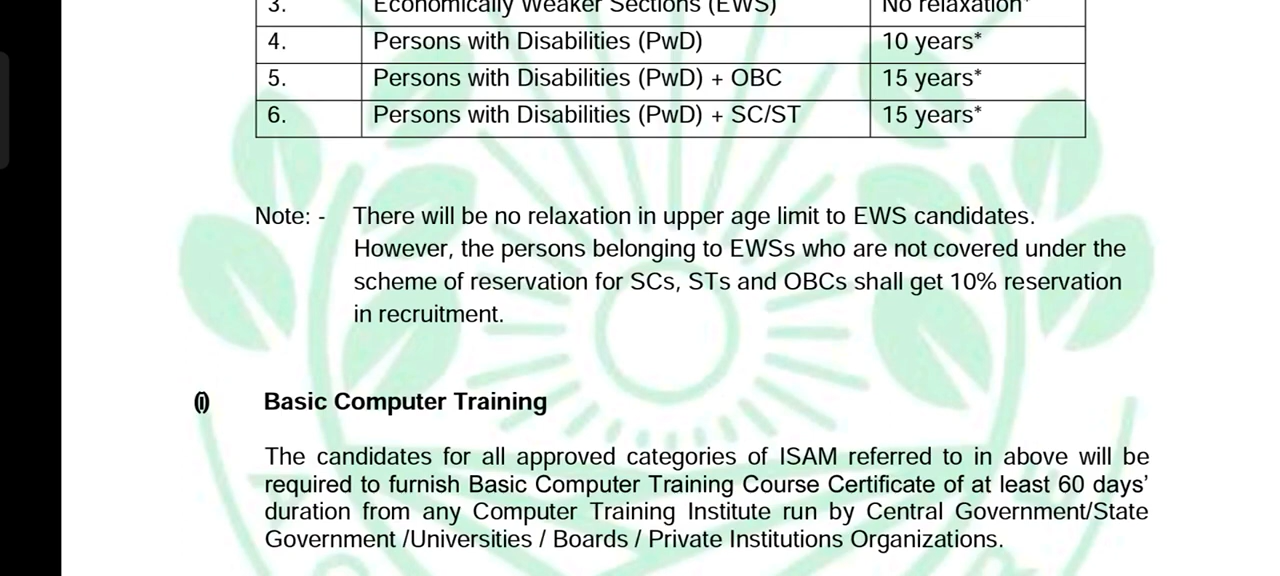 3. Economically Weaker Sections (EWS) No relaxation*
4. Persons with Disabilities (PwD) 10 years*
5. Persons with Disabilities (PwD) + OBC 15 years*
6. Persons with Disabilities (PwD) + SC/ST 15 years*
Note: - There will be no relaxation in upper age limit to EWS candidates.
However, the persons belonging to EWSs who are not covered under the
scheme of reservation for SCs, STs and OBCs shall get 10% reservation
in recruitment.
(i) Basic Computer Training
The candidates for all approved categories of ISAM referred to in above will be
required to furnish Basic Computer Training Course Certificate of at least 60 days'
duration from any Computer Training Institute run by Central Government/State
Government /Universities / Boards / Private Institutions Organizations.